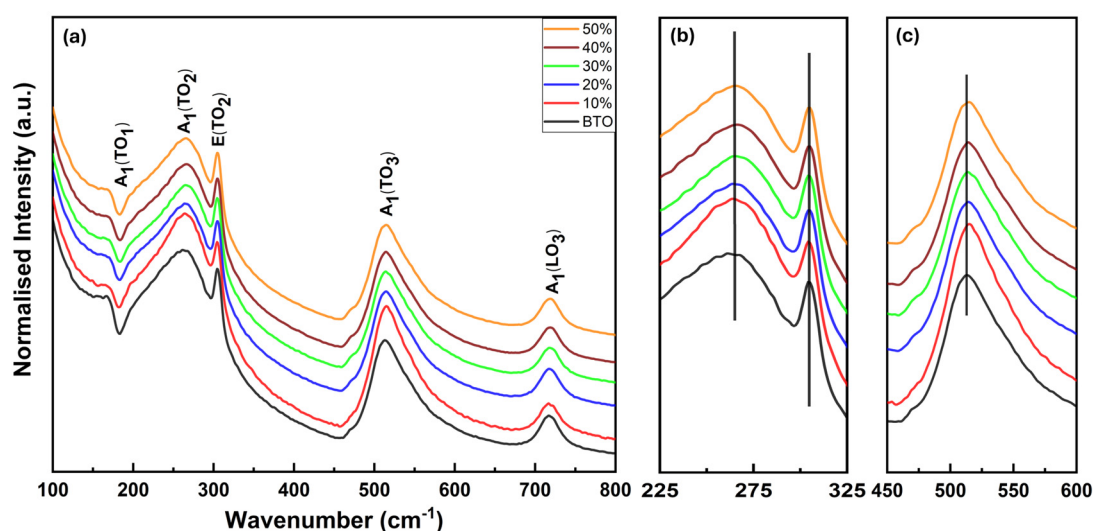 (a)
50%
40%
30%
20%
10%
BTO
A₁(TO₁)
A₁(TO₂)
E(TO₂)
A₁(TO₃)
A₁(LO₃)
Normalised Intensity (a.u.)
100 200 300 400 500 600 700 800
Wavenumber (cm⁻¹)
(b)
225 275 325
(c)
450 500 550 600